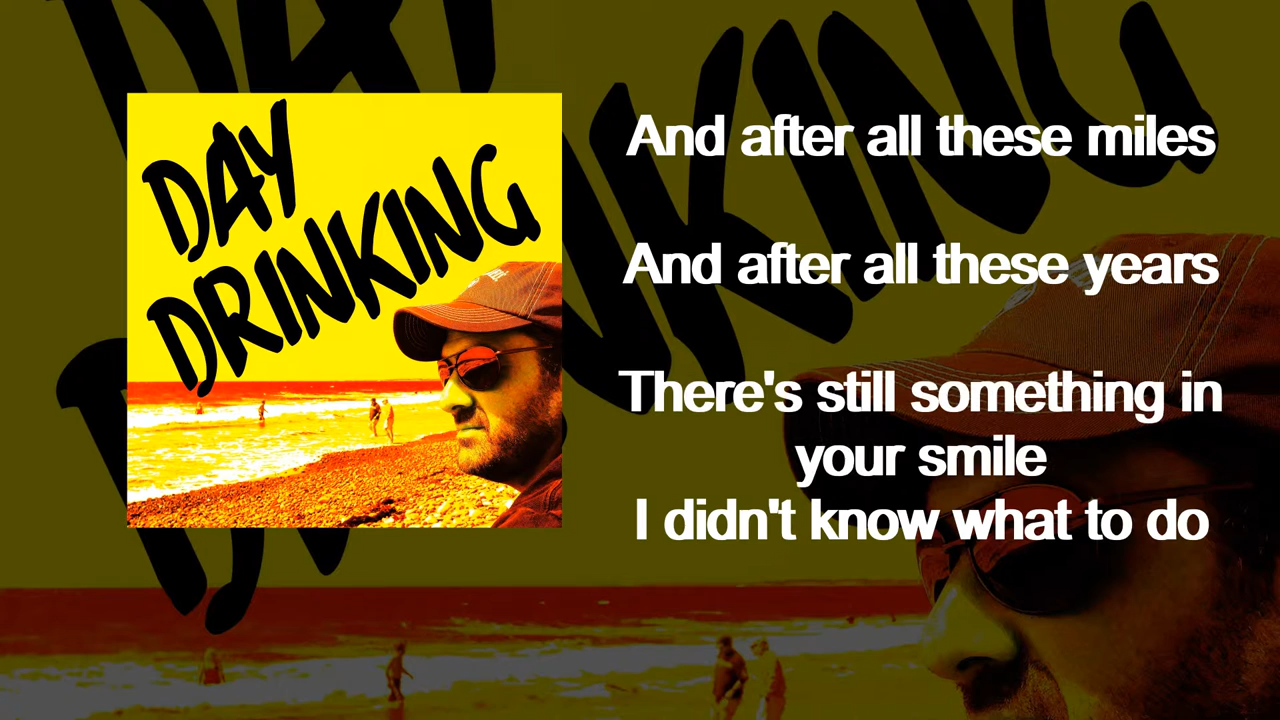 DAY
DRINKING
And after all these miles
And after all these years
There's still something in
your smile
I didn't know what to do